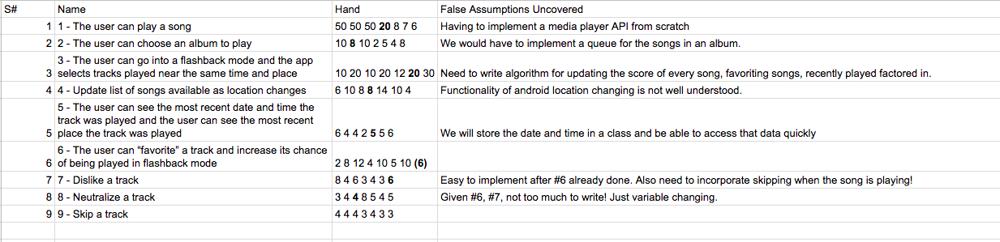 S# Name Hand False Assumptions Uncovered
1 1 - The user can play a song 50 50 50 20 8 7 6 Having to implement a media player API from scratch
2 2 - The user can choose an album to play 10 8 10 2 5 4 8 We would have to implement a queue for the songs in an album.
3 - The user can go into a flashback mode and the app
3 selects tracks played near the same time and place 10 20 10 20 12 20 30 Need to write algorithm for updating the score of every song, favoriting songs, recently played factored in.
4 4 - Update list of songs available as location changes 6 10 8 8 14 10 4 Functionality of android location changing is not well understood.
5 - The user can see the most recent date and time the
track was played and the user can see the most recent
5 place the track was played 6 4 4 2 5 5 6 We will store the date and time in a class and be able to access that data quickly
6 - The user can “favorite” a track and increase its chance
6 of being played in flashback mode 2 8 12 4 10 5 10 (6)
7 7 - Dislike a track 8 4 6 3 4 3 6 Easy to implement after #6 already done. Also need to incorporate skipping when the song is playing!
8 8 - Neutralize a track 3 4 4 8 5 4 5 Given #6, #7, not too much to write! Just variable changing.
9 9 - Skip a track 4 4 4 3 4 3 3